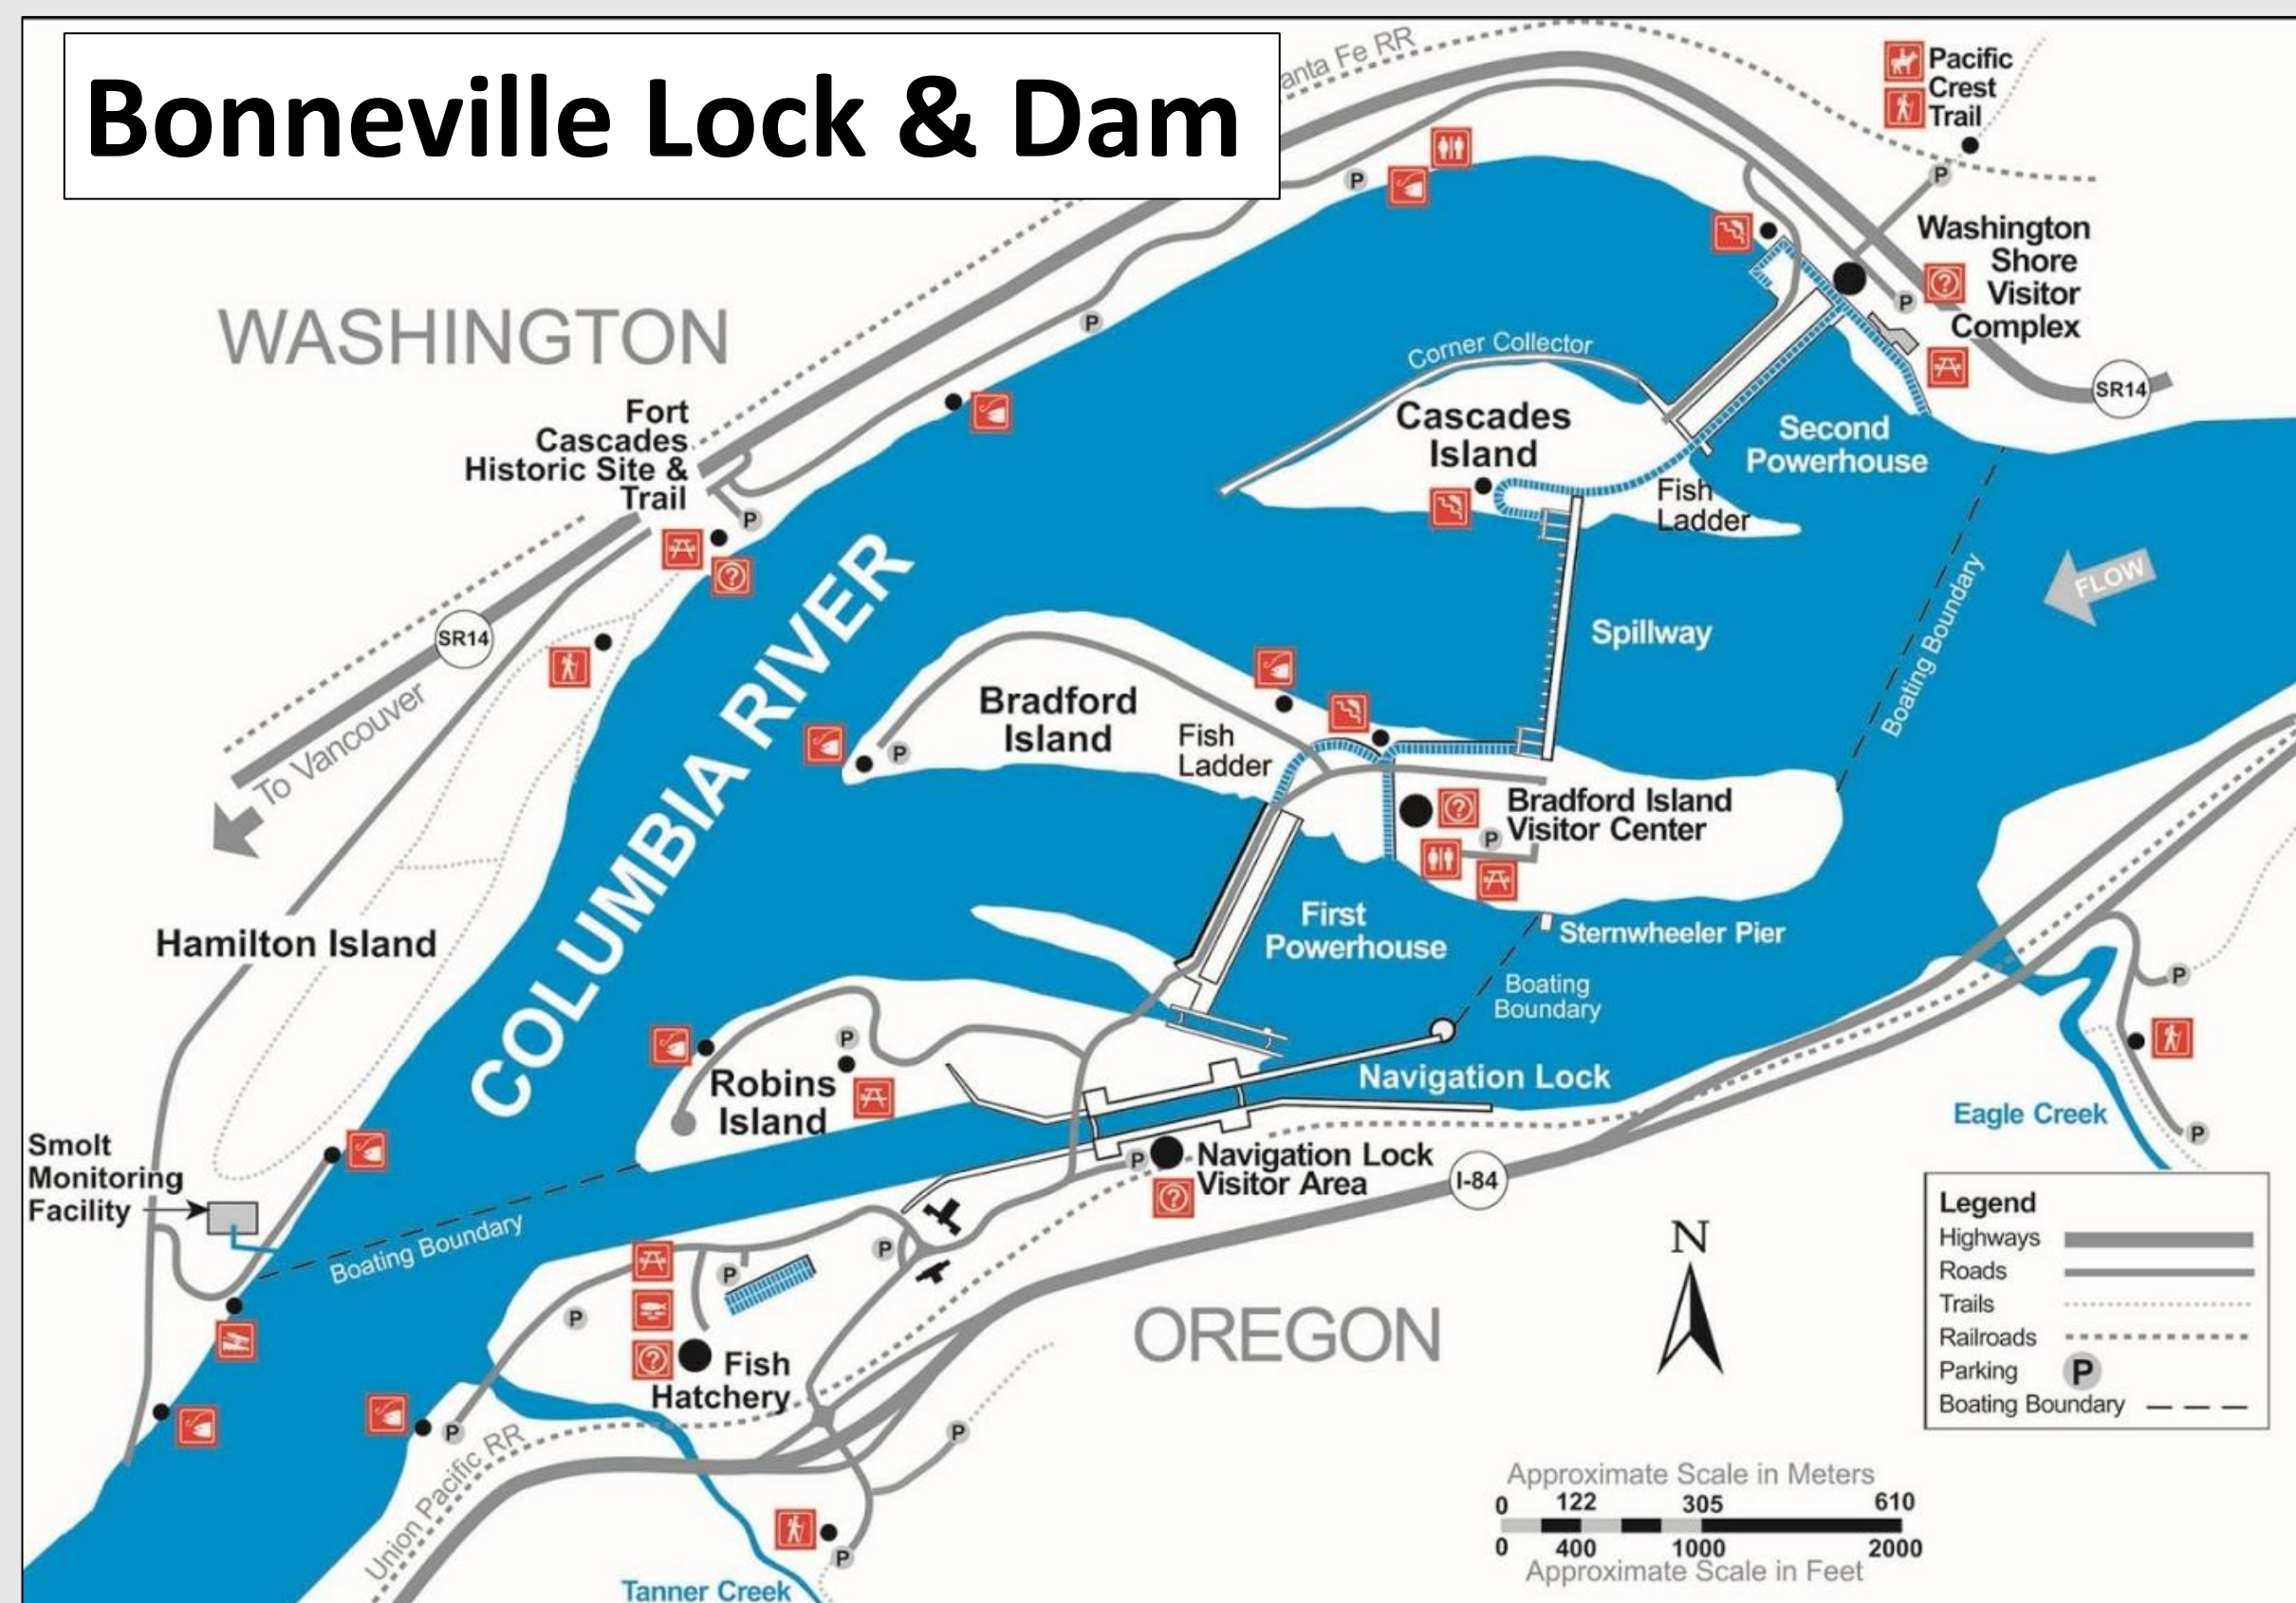 Bonneville Lock & Dam
anta Fe RR
Pacific
Crest
Trail
P
P
Washington
Shore
Visitor
Complex
P
?
SR14
WASHINGTON
P
Corner Collector
Cascades
Island
Second
Powerhouse
Fish
Ladder
Fort
Cascades
Historic Site &
Trail
P
?
SR14
To Vancouver
COLUMBIA RIVER
FLOW
Boating Boundary
Spillway
Bradford
Island
Fish
Ladder
P
Bradford Island
Visitor Center
?
P
First
Powerhouse
Sternwheeler Pier
Boating
Boundary
Hamilton Island
P
Robins
Island
Navigation Lock
P
Eagle Creek
P
Smolt
Monitoring
Facility
Boating Boundary
P
Navigation Lock
Visitor Area
?
I-84
P
P
P
?
Fish
Hatchery
OREGON
N
P
Union Pacific RR
P
P
Tanner Creek
Legend
Highways
Roads
Trails
Railroads
Parking P
Boating Boundary
Approximate Scale in Meters
0 122 305 610
0 400 1000 2000
Approximate Scale in Feet